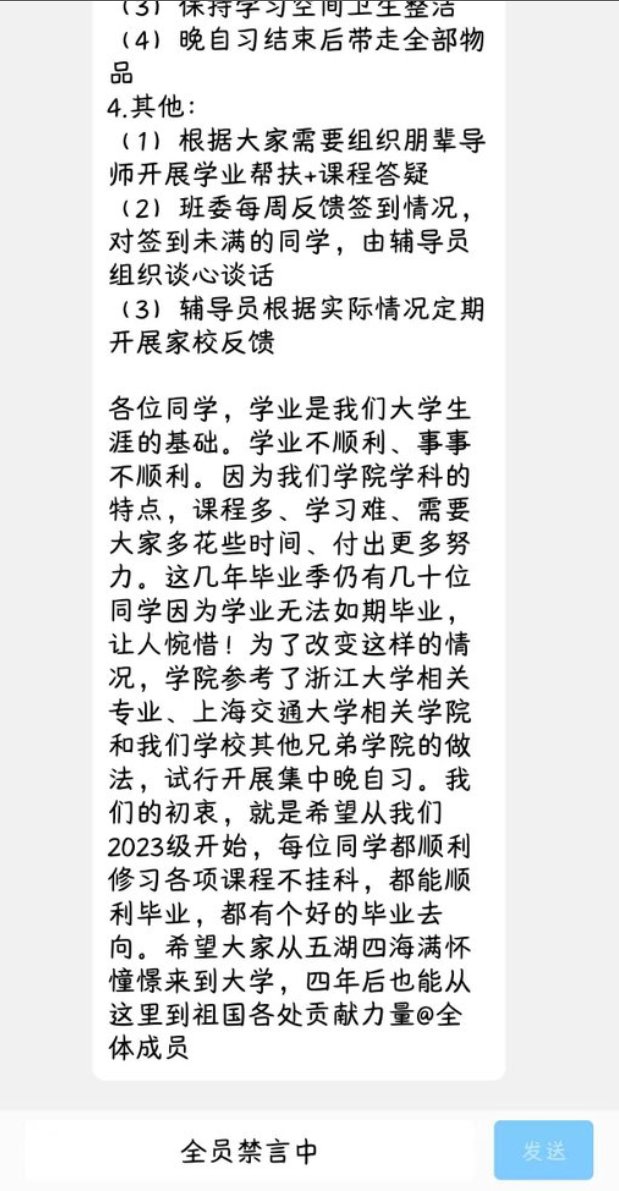 (3) 保持学习空间卫生整洁
(4) 晚自习结束后带走全部物
品
4.其他:
(1) 根据大家需要组织朋辈导
师开展学业帮扶+课程答疑
(2) 班委每周反馈签到情况，
对签到未满的同学，由辅导员
组织谈心谈话
(3) 辅导员根据实际情况定期
开展家校反馈
各位同学，学业是我们大学生
涯的基础。学业不顺利、事事
不顺利。因为我们学院学科的
特点，课程多、学习难、需要
大家多花些时间、付出更多努
力。这几年毕业季仍有几十位
同学因为学业无法如期毕业，
让人惋惜！为了改变这样的情
况，学院参考了浙江大学相关
专业、上海交通大学相关学院
和我们学校其他兄弟学院的做
法，试行开展集中晚自习。我
们的初衷，就是希望从我们
2023级开始，每位同学都顺利
修习各项课程不挂科，都能顺
利毕业，都有个好的毕业去
向。希望大家从五湖四海满怀
憧憬来到大学，四年后也能从
这里到祖国各处贡献力量@全
体成员
全员禁言中
发送